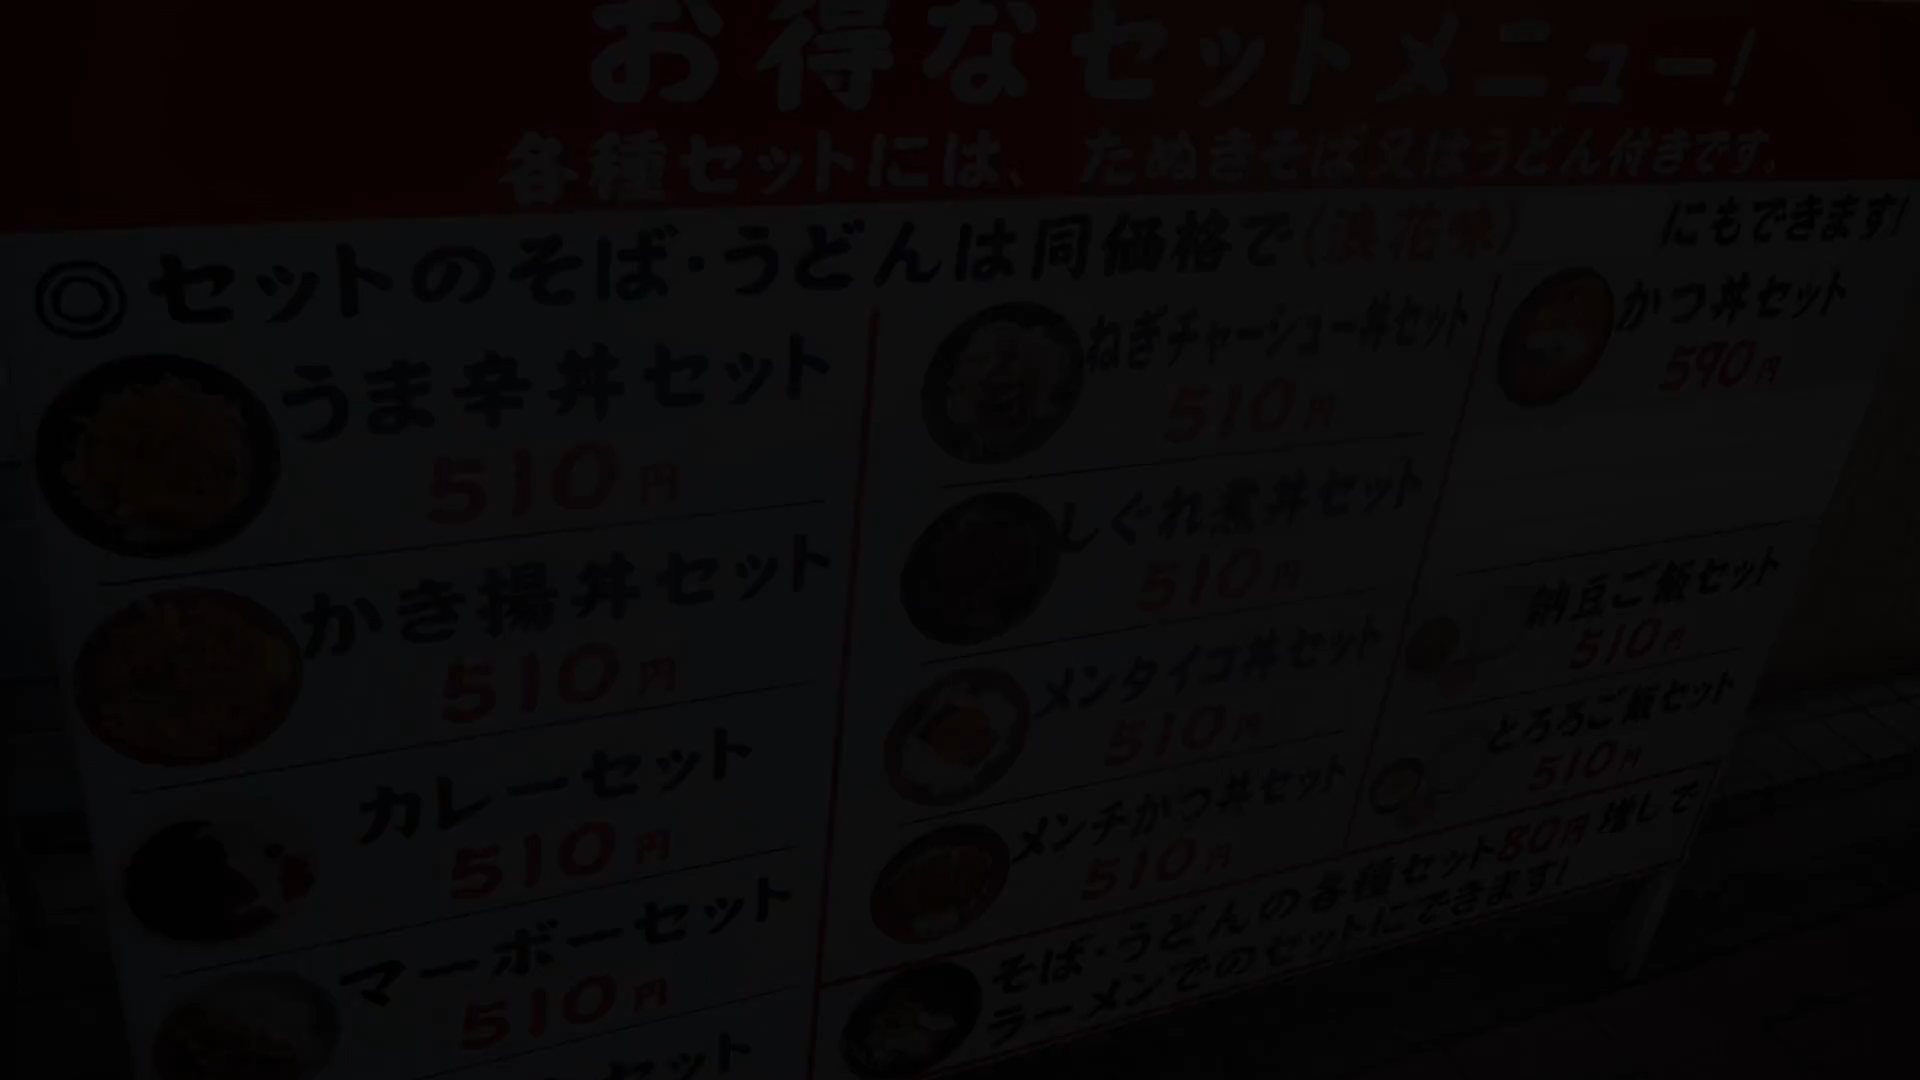 お得なセットメニュー!
各種セットには、たぬきそば又はうどん付きです。
◎セットのそば・うどんは同価格で(浪花味)にもできます!
うま辛丼セット
510円
かき揚丼セット
510円
カレーセット
510円
マーボーセット
510円
セット
ねぎチャーシュー丼セット
510円
しぐれ煮丼セット
510円
メンタイコ丼セット
510円
メンチかつ丼セット
510円
かつ丼セット
590円
納豆ご飯セット
510円
とろろご飯セット
510円
そば・うどんの各種セット80円増しで
ラーメンでのセットにできます!